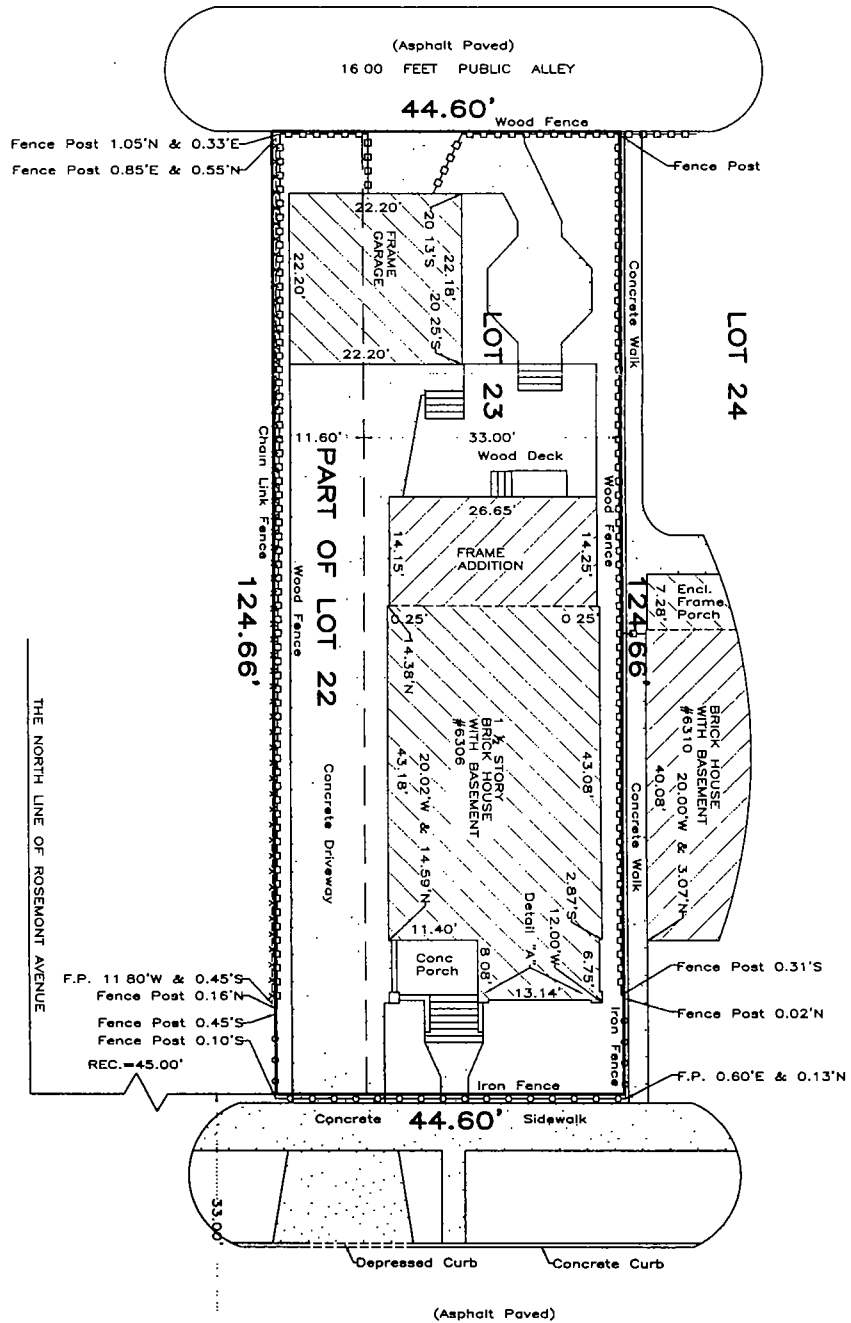 (Asphalt Paved)
16 00 FEET PUBLIC ALLEY
44.60'
Wood Fence
Fence Post 1.05'N & 0.33'E
Fence Post 0.85'E & 0.55'N
Fence Post
22.20'
FRAME
GARAGE
20 13'S
22.18'
20 25'S
22.20'
22.20'
LOT 23
LOT 24
Concrete Walk
11.60'
33.00'
Wood Deck
Chain Link Fence
Wood Fence
PART OF LOT 22
Wood Fence
26.65'
14.15'
FRAME
ADDITION
14.25'
124.66'
124.66'
7.28'
Encl.
Frame
Porch
0.25'
0 25'
14.38'N
1 ½ STORY
BRICK HOUSE
WITH BASEMENT
#6306
43.18'
20.02'W & 14.59'N
43.08'
BRICK HOUSE
WITH BASEMENT
#6310
40.08'
20.00'W & 3.07'N
THE NORTH LINE OF ROSEMONT AVENUE
Concrete Driveway
Concrete Walk
2.87'S
12.00'W
Detail "A"
11.40'
Conc
Porch
8.08'
6.75'
13.14'
F.P. 11 80'W & 0.45'S
Fence Post 0.16'N
Fence Post 0.45'S
Fence Post 0.10'S
REC.=45.00'
Fence Post 0.31'S
Fence Post 0.02'N
Iron Fence
F.P. 0.60'E & 0.13'N
Iron Fence
Concrete Sidewalk
44.60'
33.00'
Depressed Curb
Concrete Curb
(Asphalt Paved)